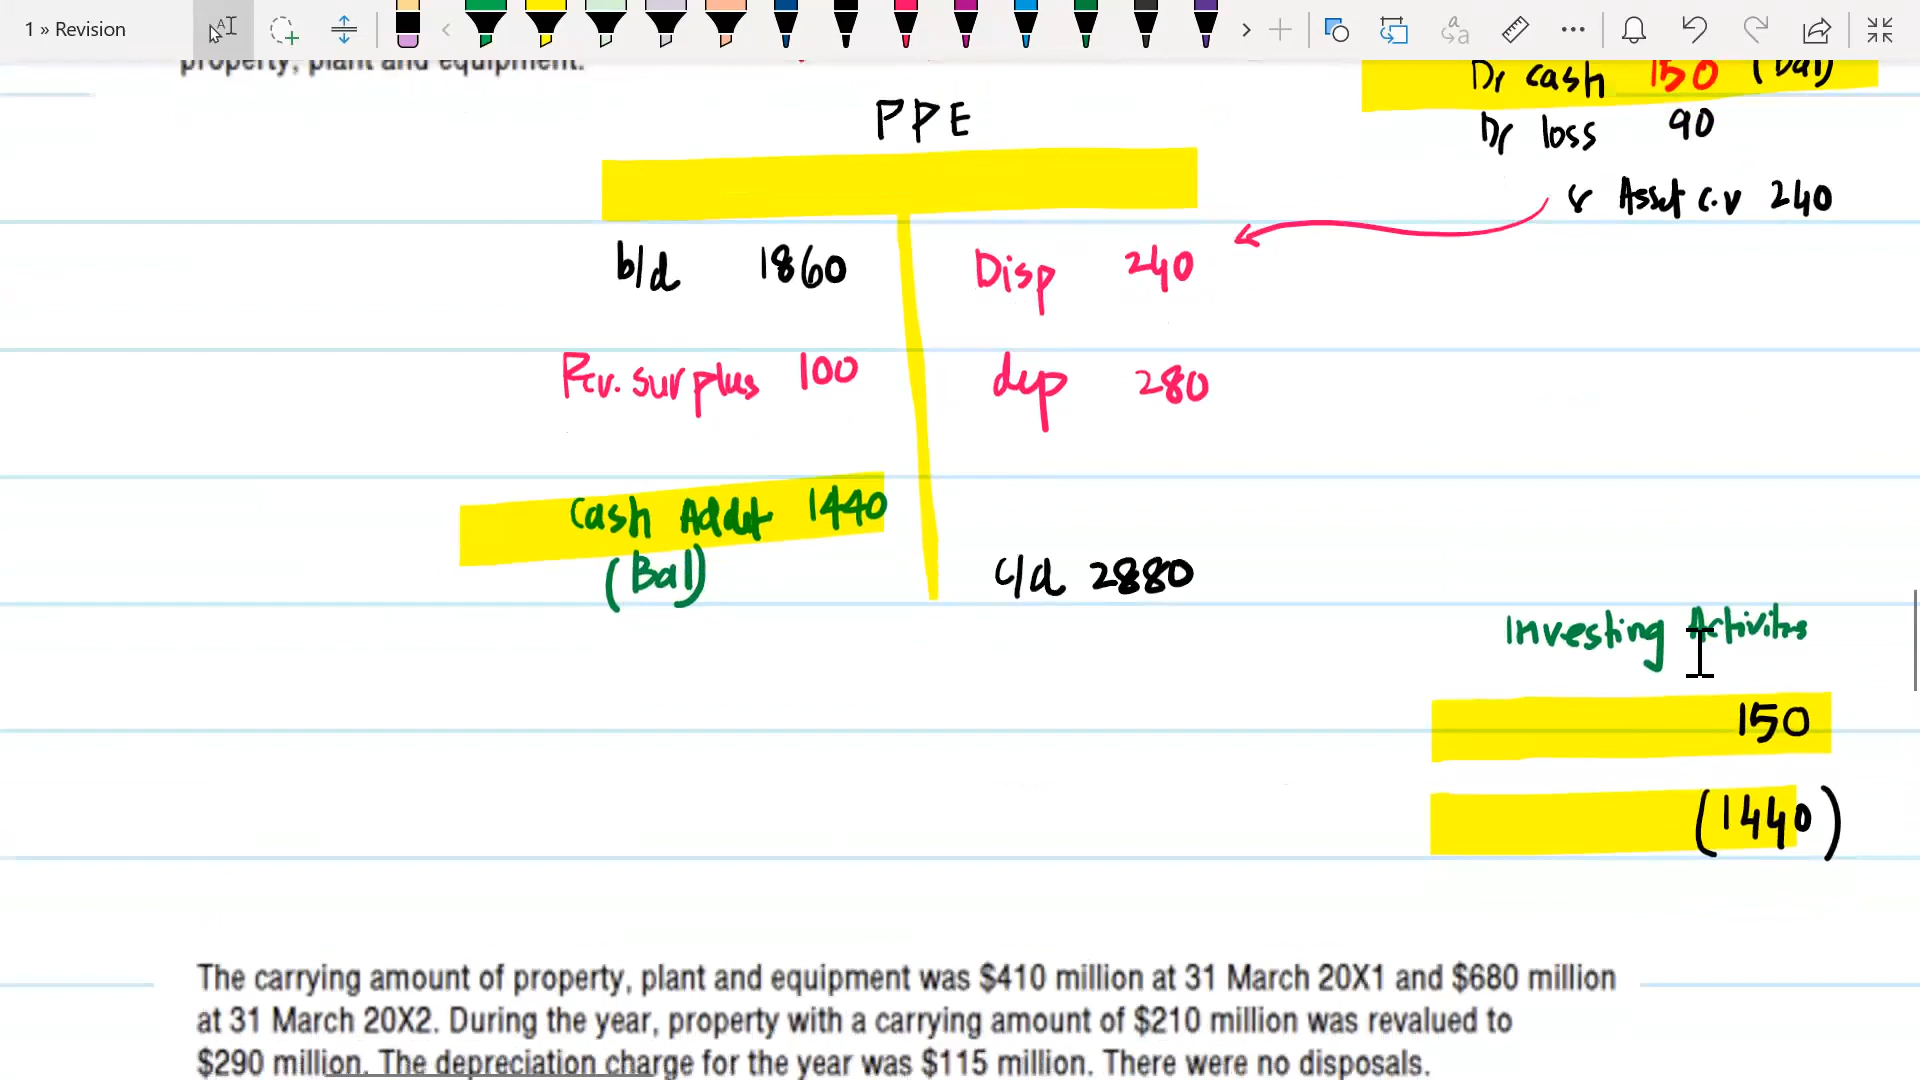 1 » Revision
property, plant and equipment.
Dr cash 150 (bal)
PPE
Dr loss 90
Asset c.v 240
b/d 1860
Disp 240
Rev. surplus 100
dep 280
Cash Addt 1440
(Bal)
c/d 2880
Investing
150
(1440)
The carrying amount of property, plant and equipment was $410 million at 31 March 20X1 and $680 million
at 31 March 20X2. During the year, property with a carrying amount of $210 million was revalued to
$290 million. The depreciation charge for the year was $115 million. There were no disposals.